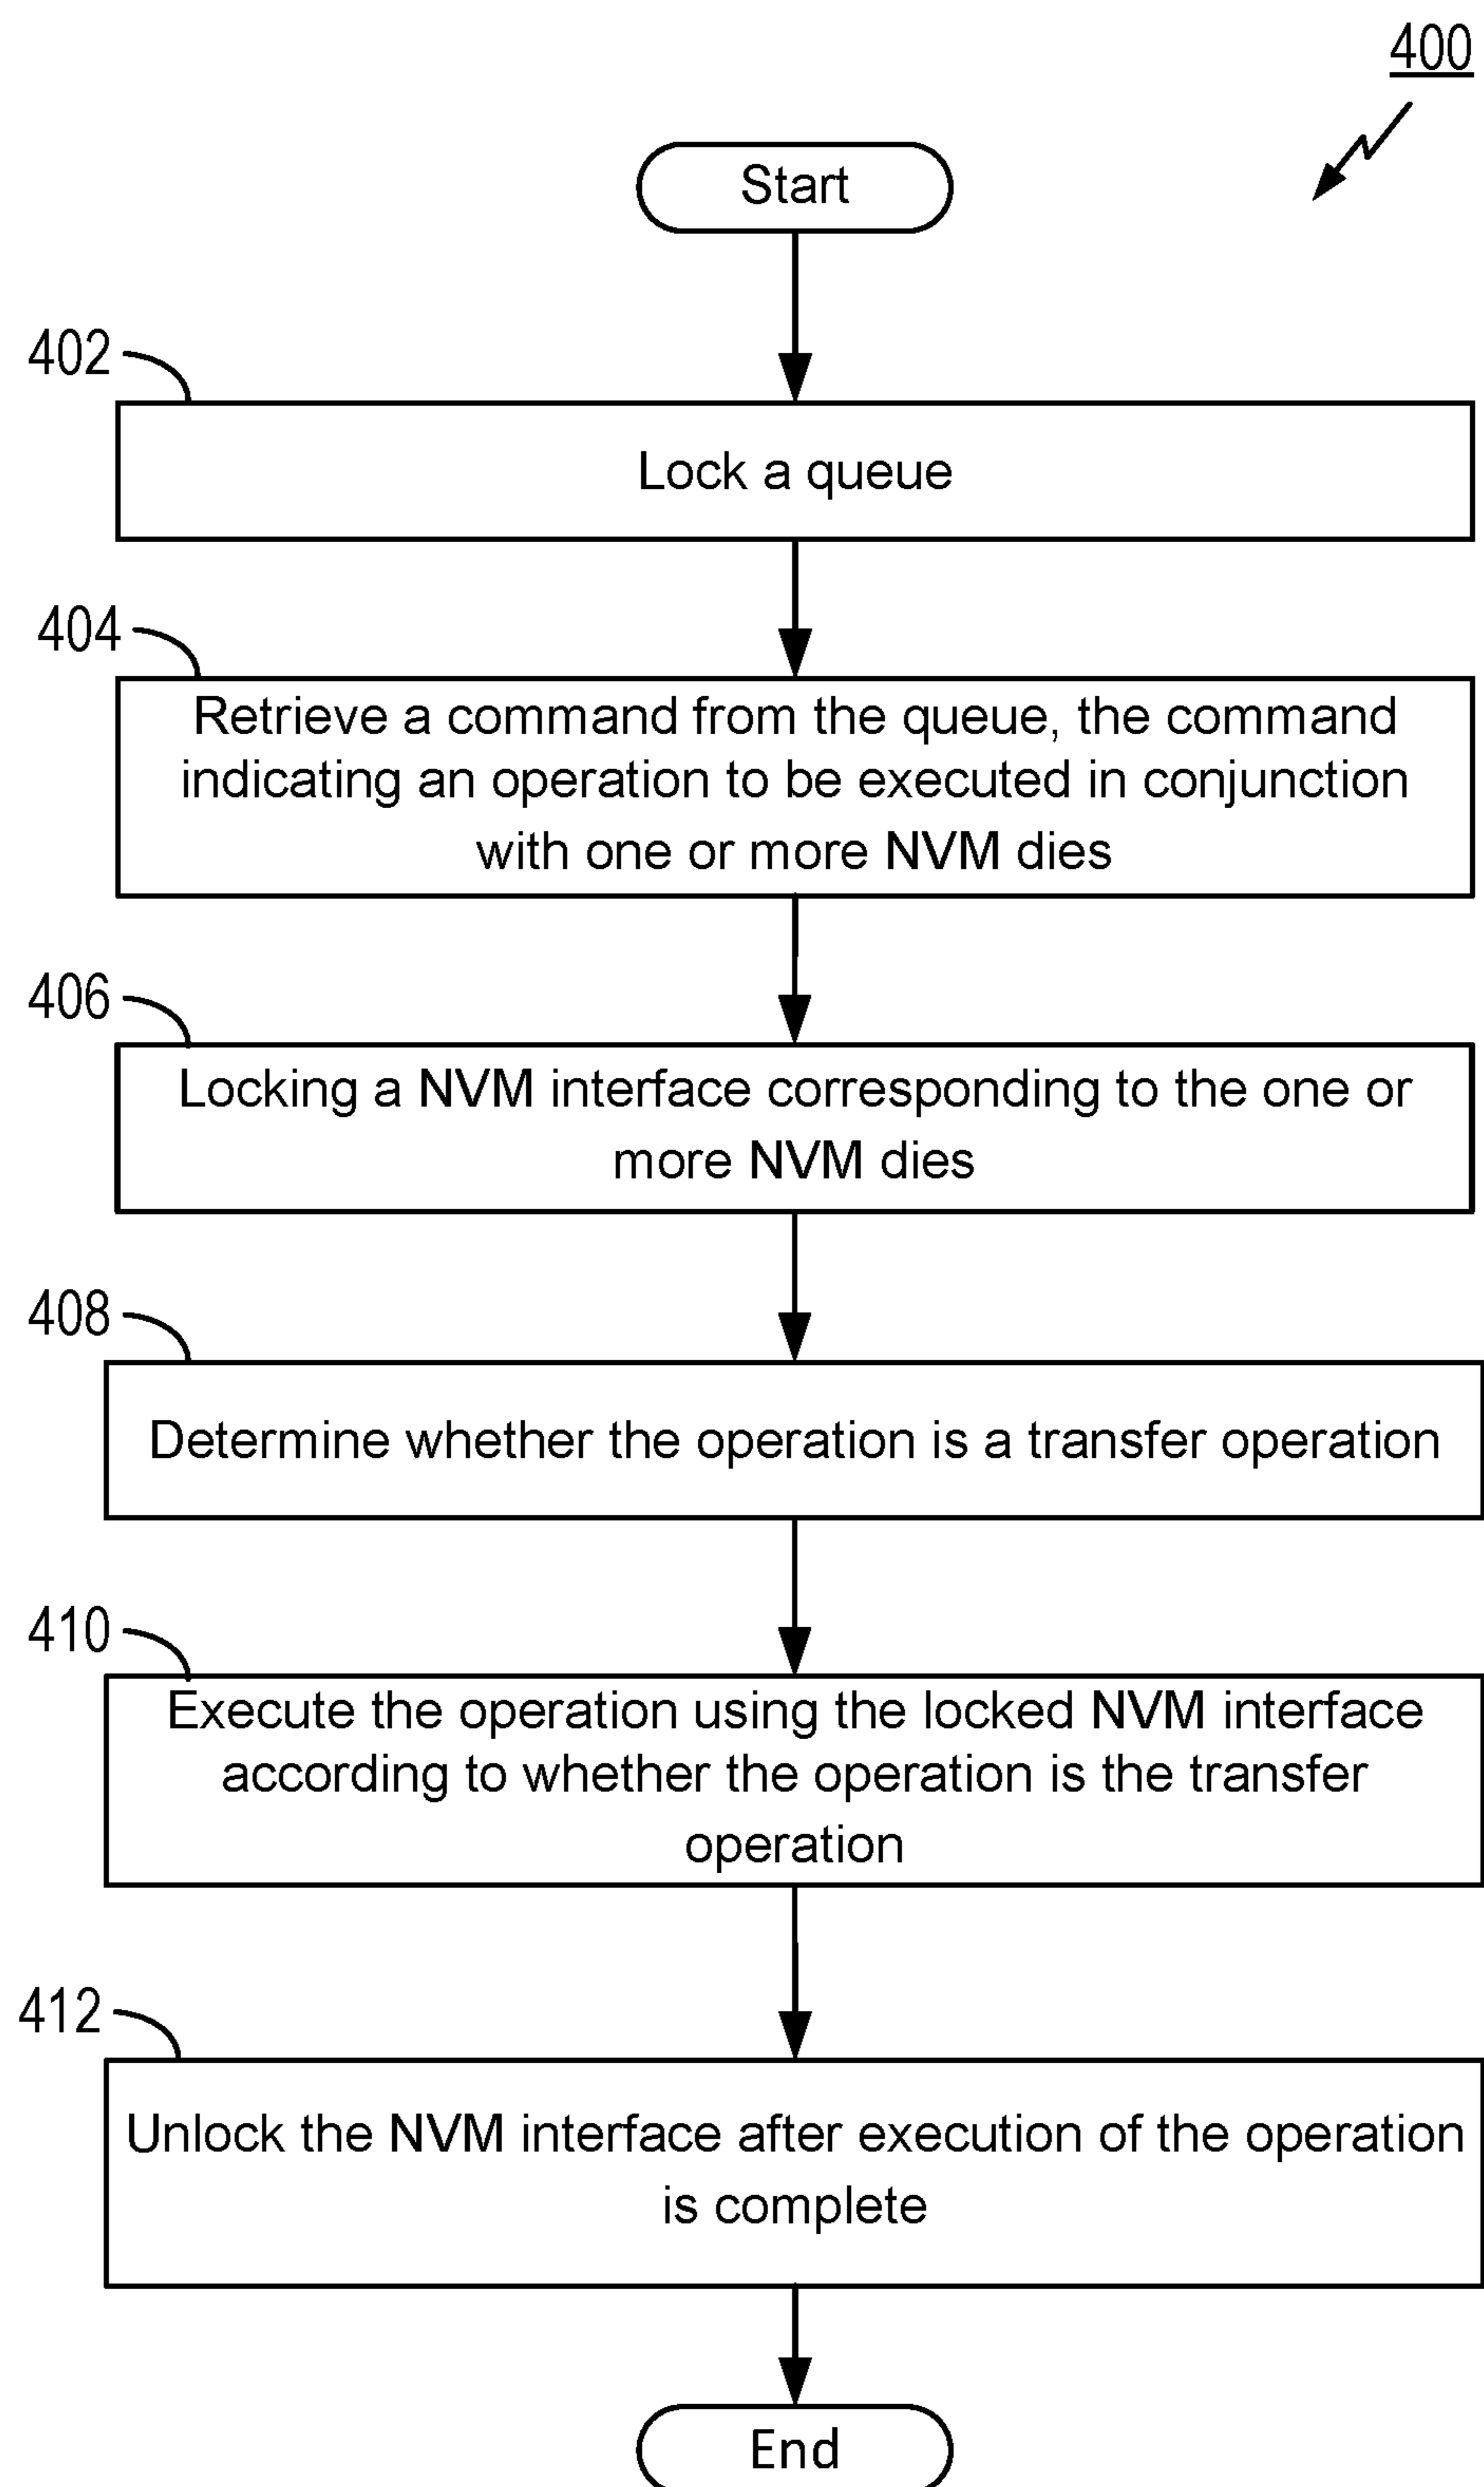 400
Start
402
Lock a queue
404
Retrieve a command from the queue, the command
indicating an operation to be executed in conjunction
with one or more NVM dies
406
Locking a NVM interface corresponding to the one or
more NVM dies
408
Determine whether the operation is a transfer operation
410
Execute the operation using the locked NVM interface
according to whether the operation is the transfer
operation
412
Unlock the NVM interface after execution of the operation
is complete
End